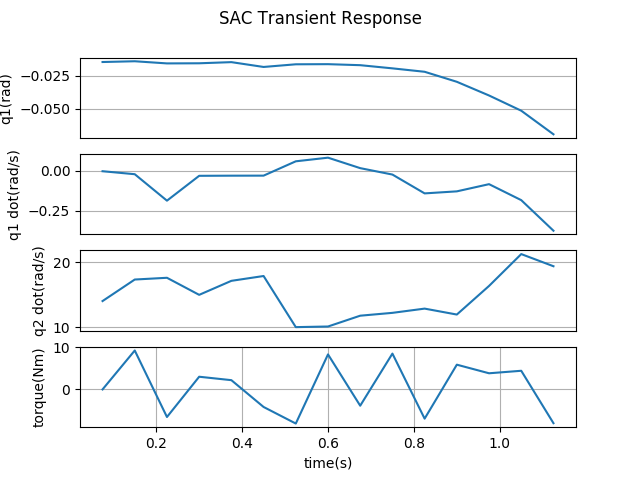 SAC Transient Response
−0.025
−0.050
q1(rad)
0.00
−0.25
q1 dot(rad/s)
20
10
q2 dot(rad/s)
10
0
torque(Nm)
0.2 0.4 0.6 0.8 1.0
time(s)